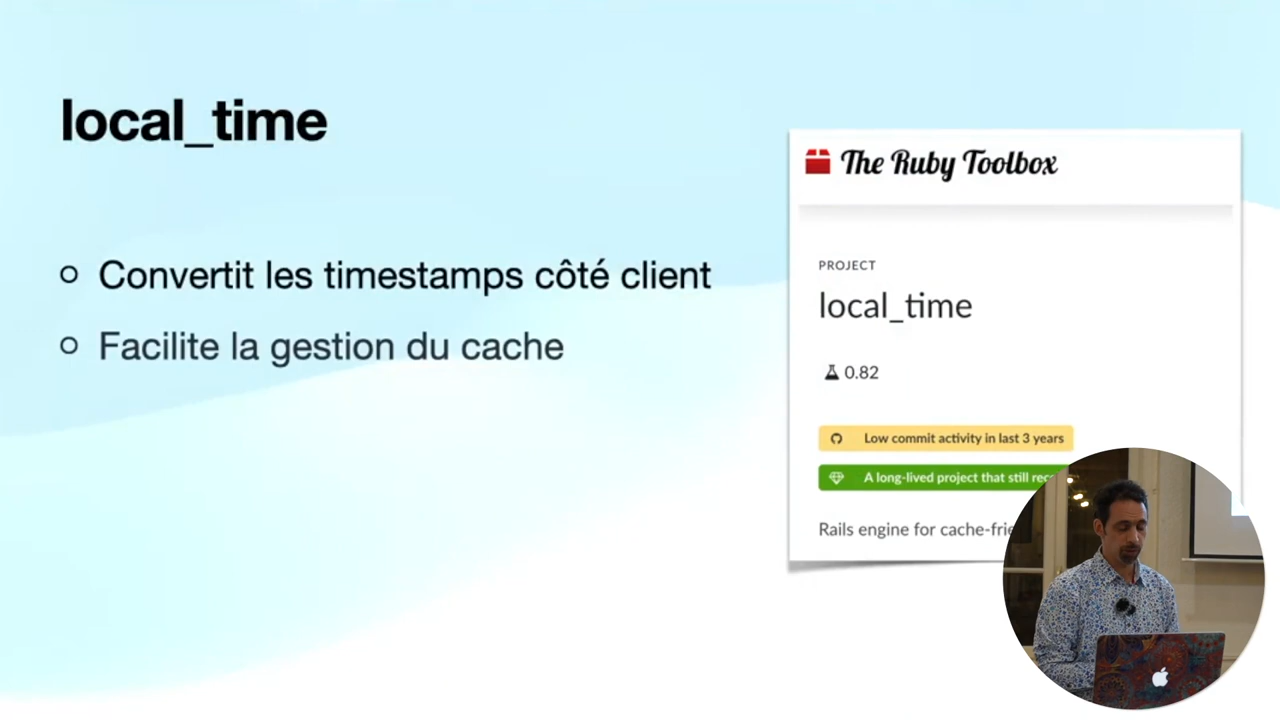 local_time
Convertit les timestamps côté client
Facilite la gestion du cache
The Ruby Toolbox
PROJECT
local_time
0.82
Low commit activity in last 3 years
A long-lived project that still
Rails engine for